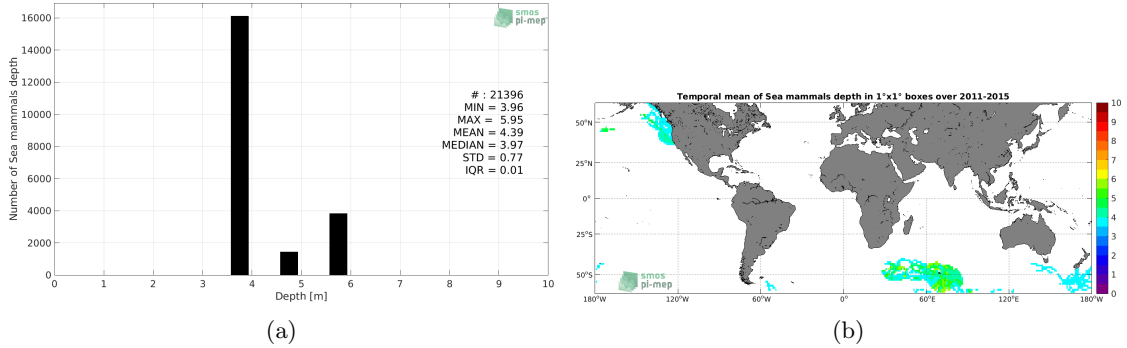 Number of Sea mammals depth
16000
14000
12000
10000
8000
6000
4000
2000
0
smos
pi-mep
# : 21396
MIN = 3.96
MAX = 5.95
MEAN = 4.39
MEDIAN = 3.97
STD = 0.77
IQR = 0.01
0 1 2 3 4 5 6 7 8 9 10
Depth [m]
(a)
Temporal mean of Sea mammals depth in 1°x1° boxes over 2011-2015
50°N
25°N
0°
25°S
50°S
smos
pi-mep
180°W 120°W 60°W 0° 60°E 120°E 180°W
10
9
8
7
6
5
4
3
2
1
0
(b)